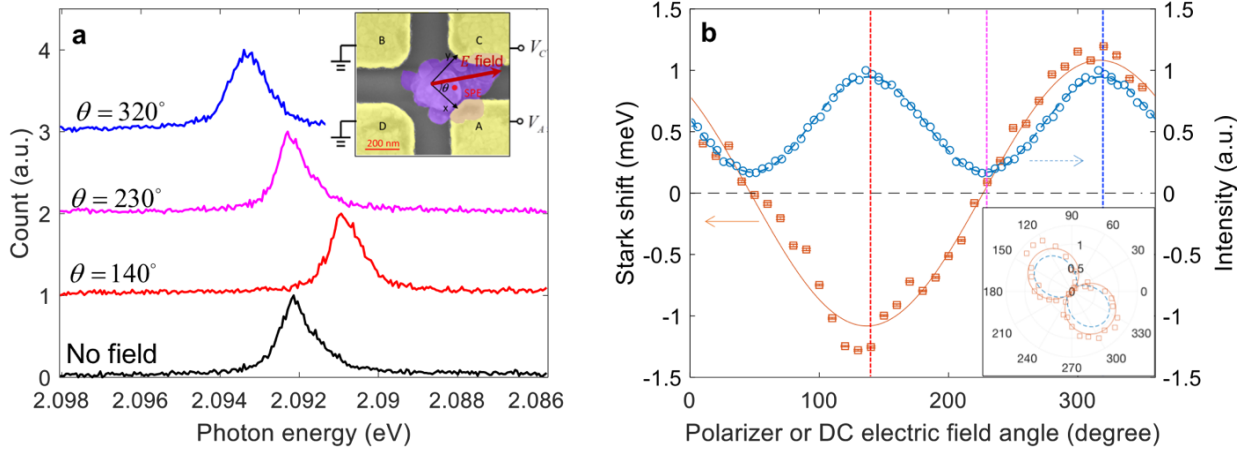 a
Count (a.u.)
4
3
2
1
0
θ = 320°
θ = 230°
θ = 140°
No field
2.098
2.096
2.094
2.092
2.09
2.088
2.086
Photon energy (eV)
B
C
D
A
V_C
V_A
E field
SPE
θ
Y
X
200 nm
b
Stark shift (meV)
1.5
1
0.5
0
-0.5
-1
-1.5
0
100
200
300
Polarizer or DC electric field angle (degree)
1.5
1
0.5
0
0.5
1
1.5
Intensity (a.u.)
90
120
60
150
30
180
0
210
330
240
300
270
1
0.5
0